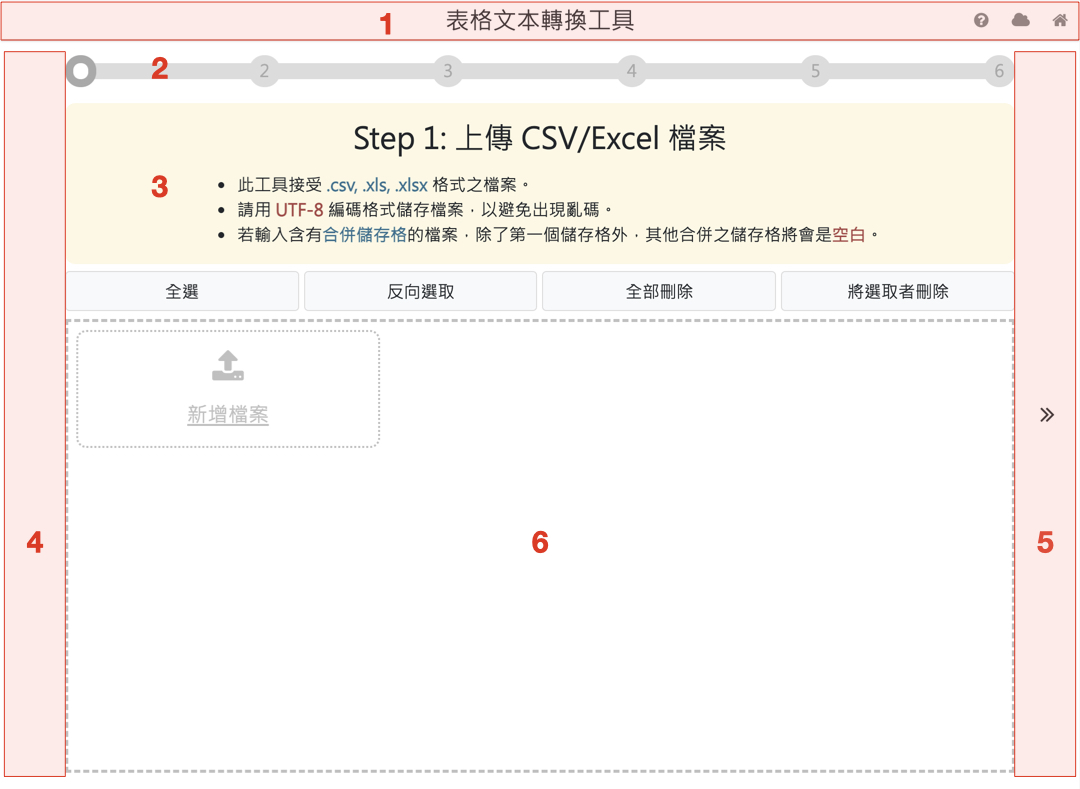 1 表格文本轉換工具
2 2 3 4 5 6
Step 1: 上傳 CSV/Excel 檔案
3
此工具接受 .csv, .xls, .xlsx 格式之檔案。
請用 UTF-8 編碼格式儲存檔案，以避免出現亂碼。
若輸入含有合併儲存格的檔案，除了第一個儲存格外，其他合併之儲存格將會是空白。
全選 反向選取 全部刪除 將選取者刪除
新增檔案
4 6 5